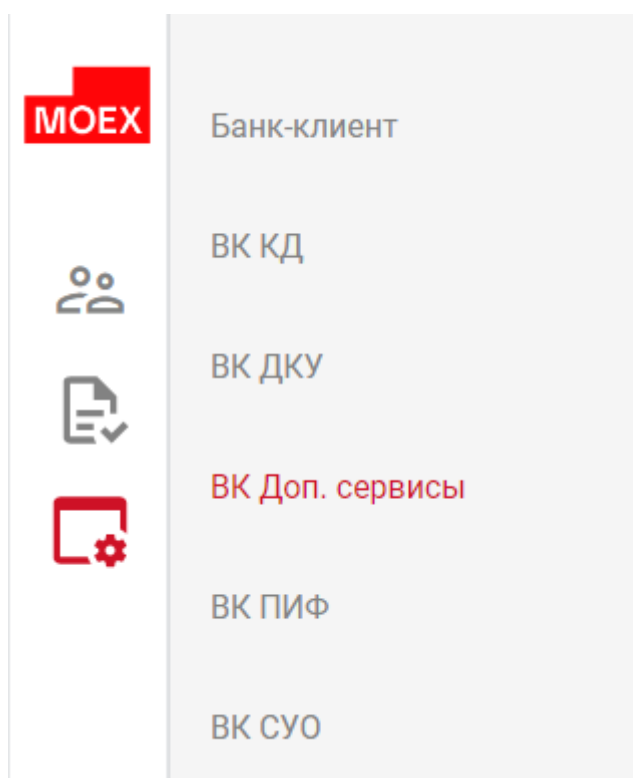 MOEX
Банк-клиент
ВК КД
ВК ДКУ
ВК Доп. сервисы
ВК ПИФ
ВК СУО